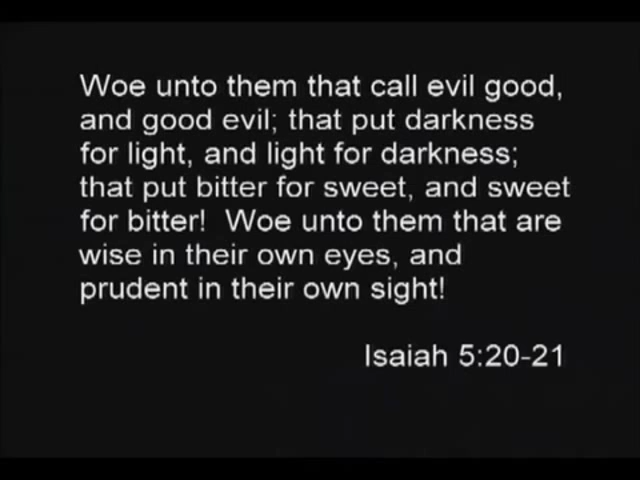 Woe unto them that call evil good,
and good evil; that put darkness
for light, and light for darkness;
that put bitter for sweet, and sweet
for bitter!  Woe unto them that are
wise in their own eyes, and
prudent in their own sight!
Isaiah 5:20-21